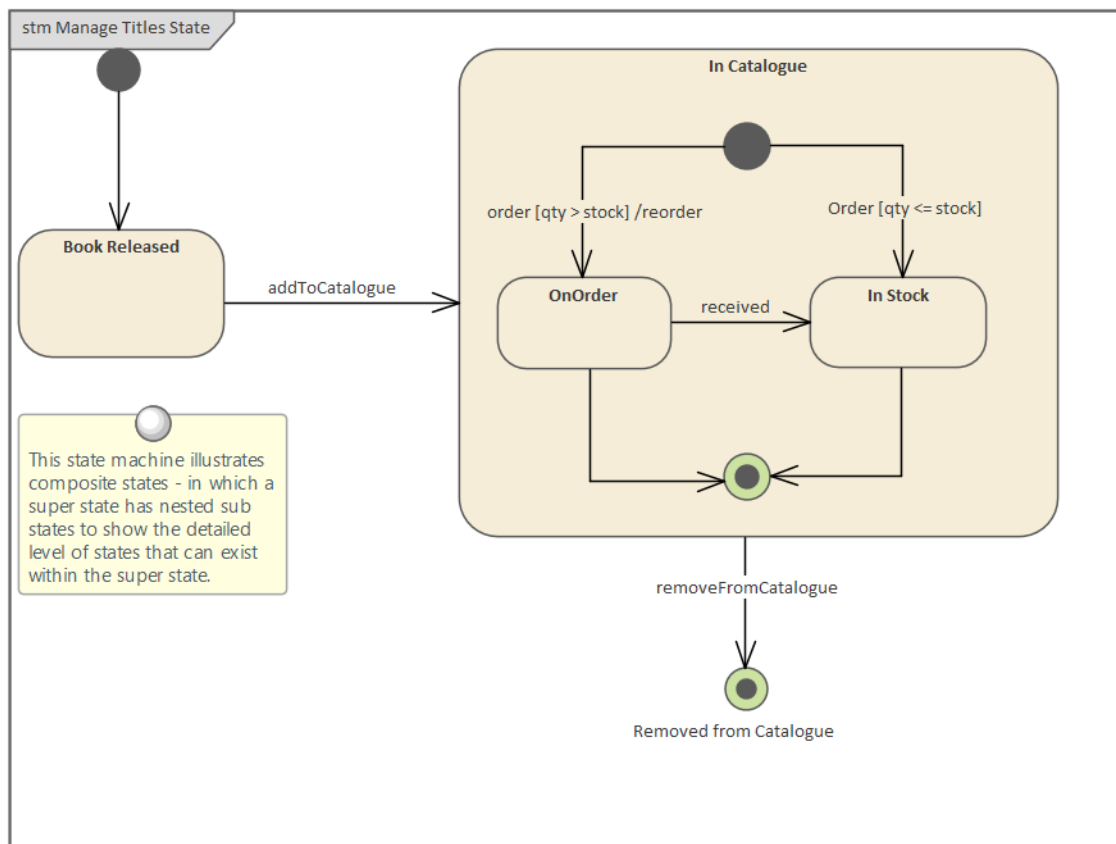 stm Manage Titles State
In Catalogue
order [qty > stock] /reorder
Order [qty <= stock]
Book Released
addToCatalogue
OnOrder
received
In Stock
This state machine illustrates
composite states - in which a
super state has nested sub
states to show the detailed
level of states that can exist
within the super state.
removeFromCatalogue
Removed from Catalogue